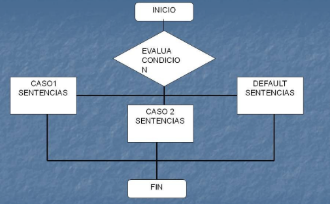 INICIO
EVALUA
CONDICIO
N
CASO1
SENTENCIAS
CASO 2
SENTENCIAS
DEFAULT
SENTENCIAS
FIN